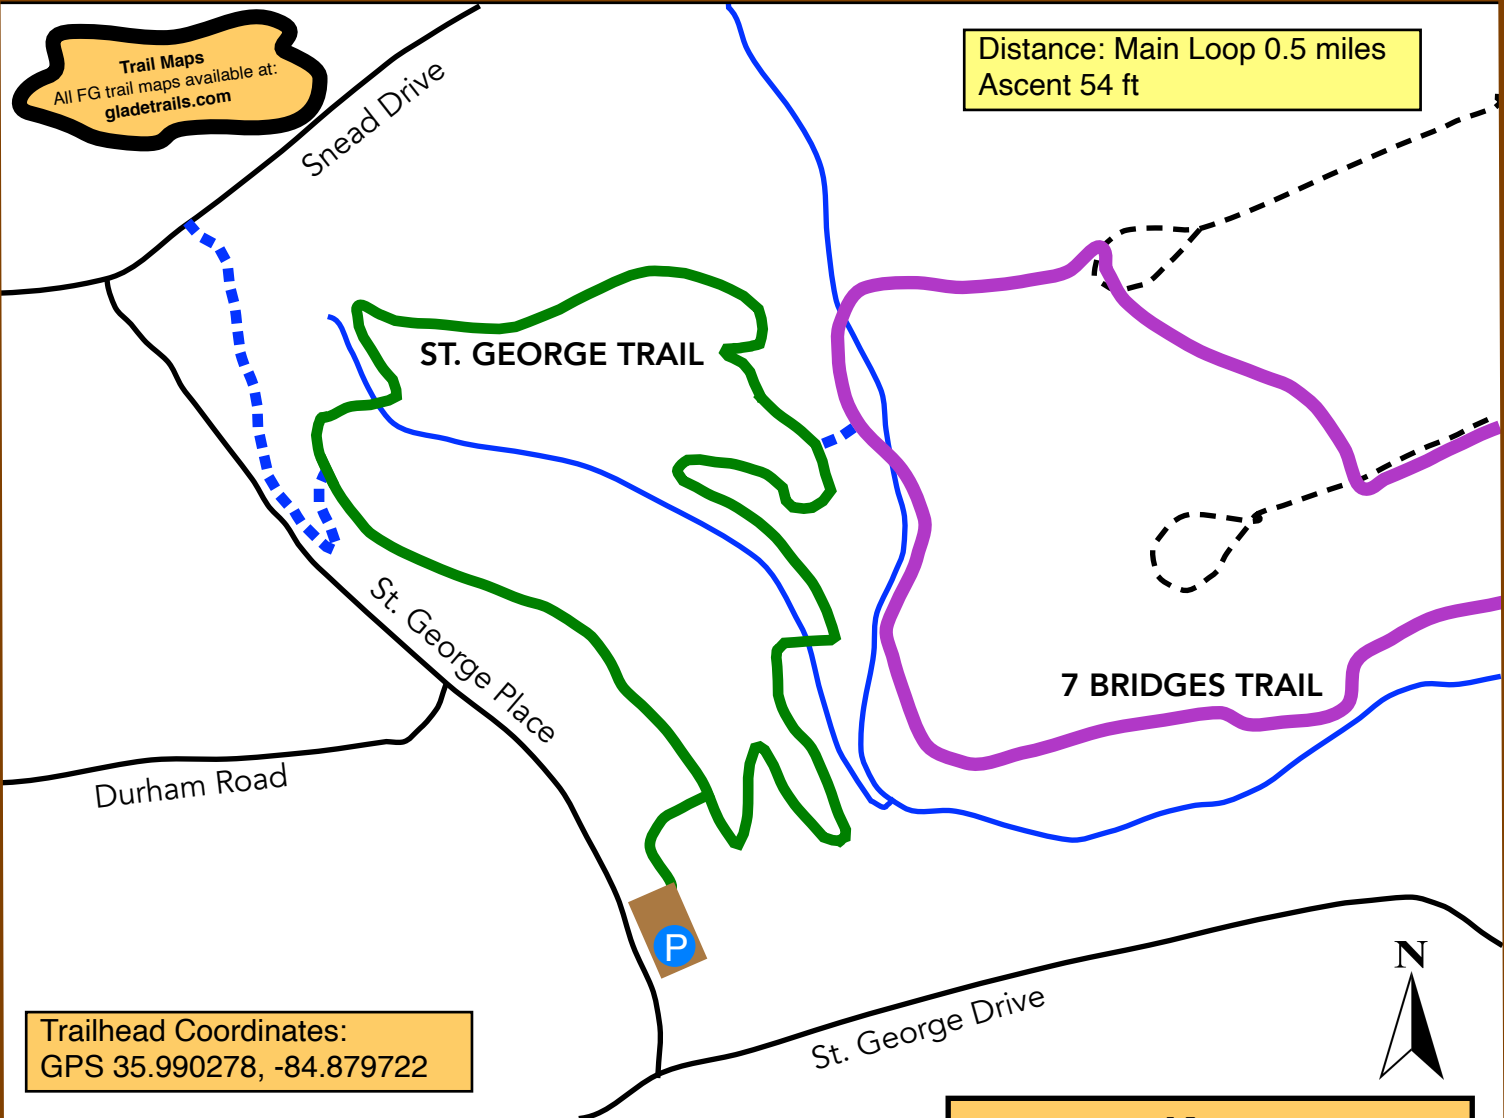 Trail Maps
All FG trail maps available at:
gladetrails.com
Snead Drive
Distance: Main Loop 0.5 miles
Ascent 54 ft
ST. GEORGE TRAIL
St. George Place
7 BRIDGES TRAIL
Durham Road
P
N
St. George Drive
Trailhead Coordinates:
GPS 35.990278, -84.879722